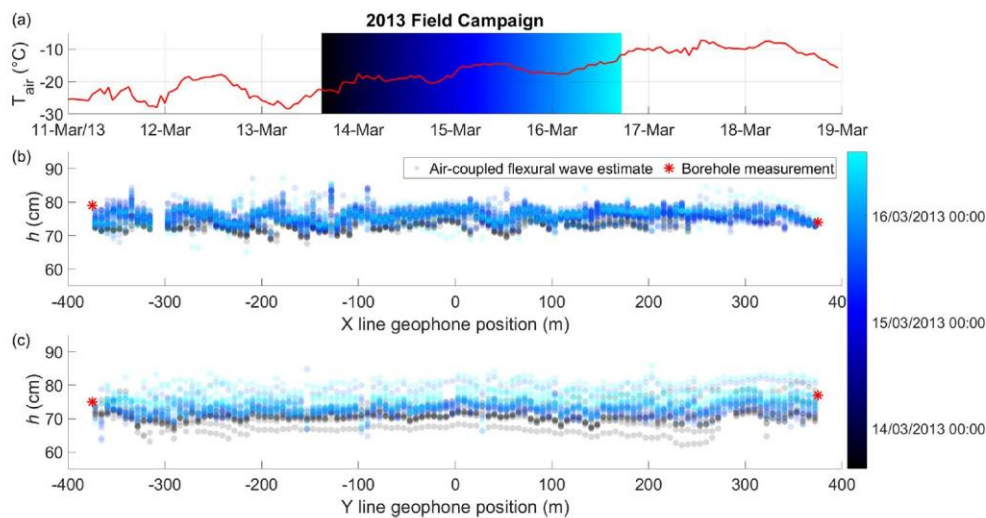 2013 Field Campaign
(a)
T_air (°C)
-10
-20
-30
11-Mar/13 12-Mar 13-Mar 14-Mar 15-Mar 16-Mar 17-Mar 18-Mar 19-Mar
(b)
Air-coupled flexural wave estimate Borehole measurement
h (cm)
90
80
70
60
-400 -300 -200 -100 0 100 200 300 40
X line geophone position (m)
(c)
h (cm)
90
80
70
60
-400 -300 -200 -100 0 100 200 300 400
Y line geophone position (m)
16/03/2013 00:00
15/03/2013 00:00
14/03/2013 00:00